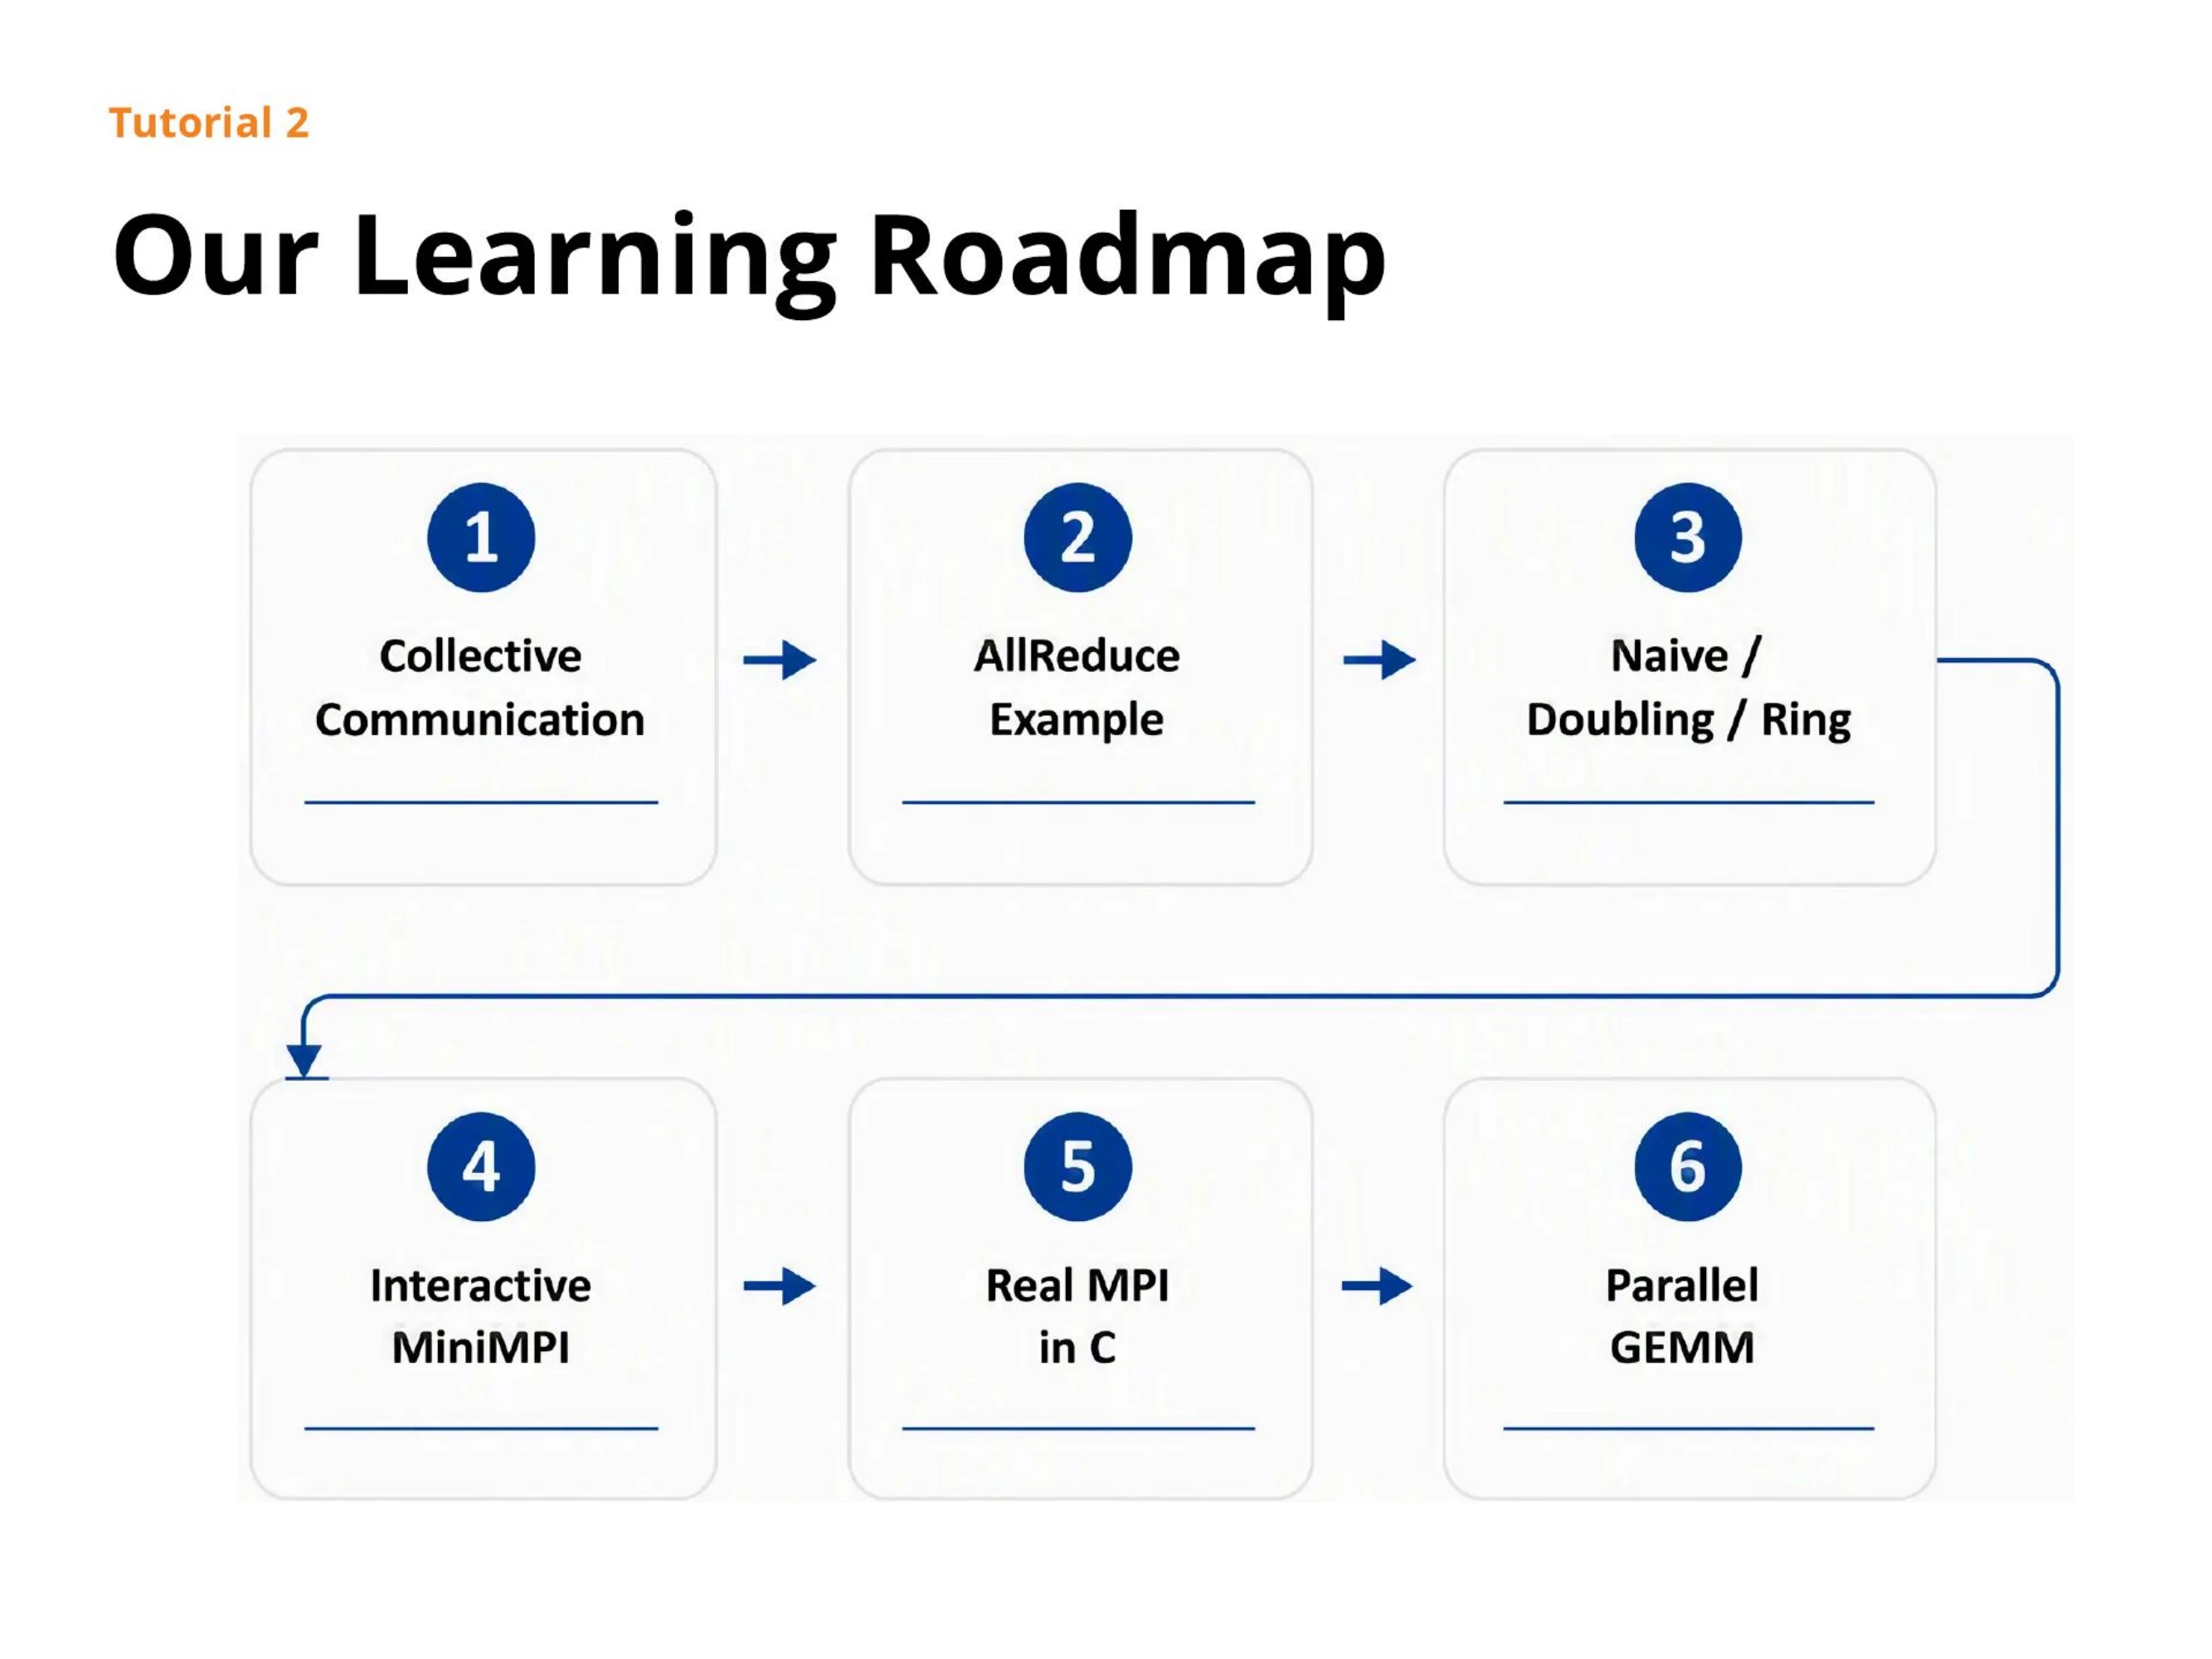 Tutorial 2
Our Learning Roadmap
1
Collective
Communication
2
AllReduce
Example
3
Naive /
Doubling / Ring
4
Interactive
MiniMPI
5
Real MPI
in C
6
Parallel
GEMM